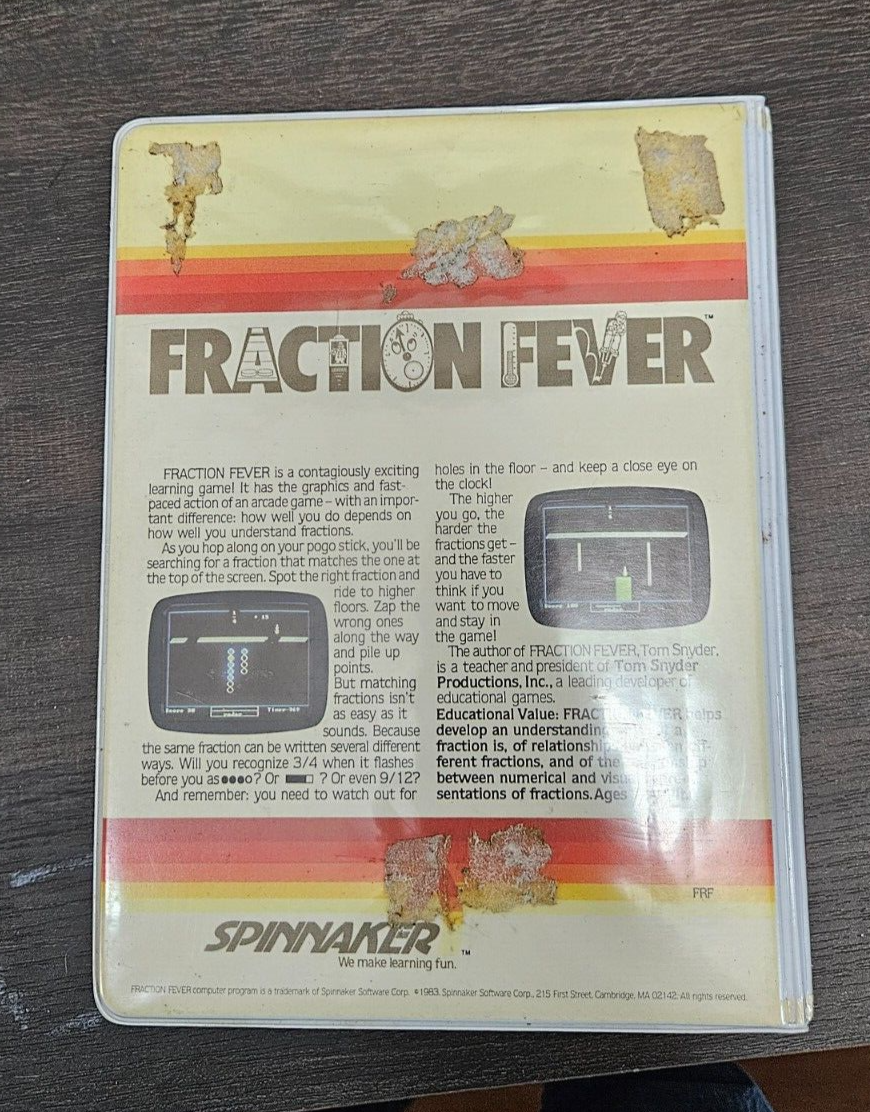 FRACTION FEVER™
FRACTION FEVER is a contagiously exciting
learning game! It has the graphics and fast-
paced action of an arcade game – with an impor-
tant difference: how well you do depends on
how well you understand fractions.
As you hop along on your pogo stick, you'll be
searching for a fraction that matches the one at
the top of the screen. Spot the right fraction and
ride to higher
floors. Zap the
wrong ones
along the way
and pile up
points.
But matching
fractions isn't
as easy as it
sounds. Because
the same fraction can be written several different
ways. Will you recognize 3/4 when it flashes
before you as ●●●○? Or ? Or even 9/12?
And remember: you need to watch out for
holes in the floor – and keep a close eye on
the clock!
The higher
you go, the
harder the
fractions get –
and the faster
you have to
think if you
want to move
and stay in
the game!
The author of FRACTION FEVER, Tom Snyder,
is a teacher and president of Tom Snyder
Productions, Inc., a leading developer of
educational games.
Educational Value: FRACTION FEVER helps
develop an understanding a
fraction is, of relationships
ferent fractions, and of the
between numerical and visual
sentations of fractions. Ages
FRF
SPINNAKER™
We make learning fun.
FRACTION FEVER computer program is a trademark of Spinnaker Software Corp. ©1983, Spinnaker Software Corp., 215 First Street, Cambridge, MA 02142. All rights reserved.